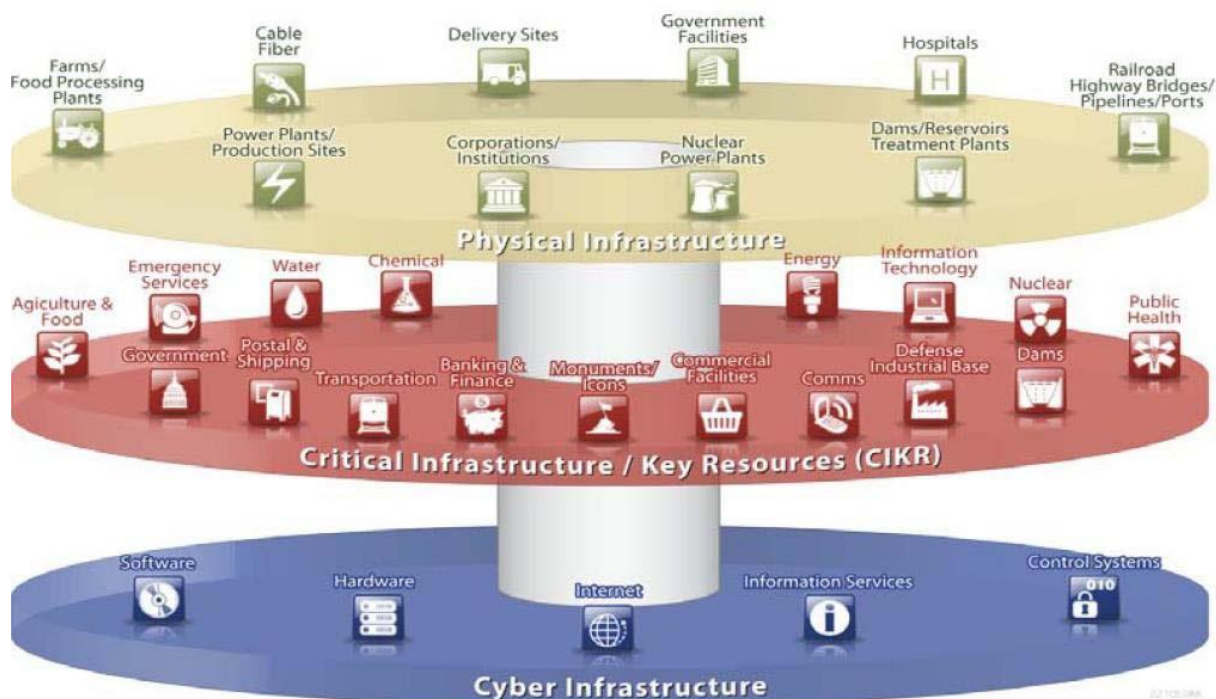 Farms/
Food Processing
Plants
Cable
Fiber
Delivery Sites
Government
Facilities
Hospitals
H
Railroad
Highway Bridges/
Pipelines/Ports
Power Plants/
Production Sites
Corporations/
Institutions
Nuclear
Power Plants
Dams/Reservoirs
Treatment Plants
Physical Infrastructure
Agiculture &
Food
Emergency
Services
Water
Chemical
Energy
Information
Technology
Nuclear
Public
Health
Government
Postal &
Shipping
Transportation
Banking &
Finance
Monuments/
Icons
Commercial
Facilities
Comms
Defense
Industrial Base
Dams
Critical Infrastructure / Key Resources (CIKR)
Software
Hardware
Internet
Information Services
i
Control Systems
010
Cyber Infrastructure